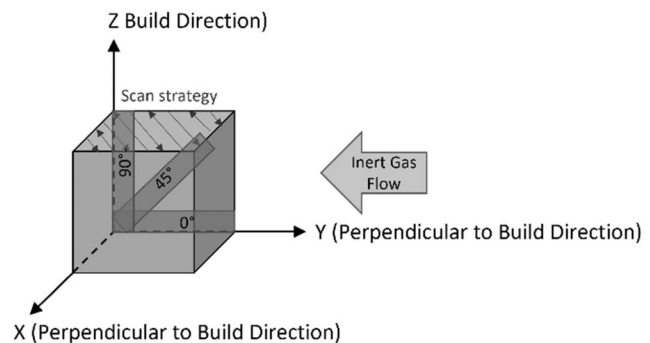 Z Build Direction)
Scan strategy
90°
45°
0°
Inert Gas
Flow
Y (Perpendicular to Build Direction)
X (Perpendicular to Build Direction)